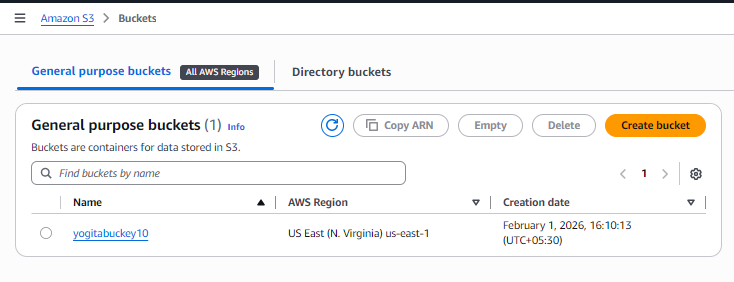 Amazon S3 > Buckets
General purpose buckets All AWS Regions Directory buckets
General purpose buckets (1) Info Copy ARN Empty Delete Create bucket
Buckets are containers for data stored in S3.
Find buckets by name 1
Name AWS Region Creation date
yogitabuckey10 US East (N. Virginia) us-east-1 February 1, 2026, 16:10:13
(UTC+05:30)